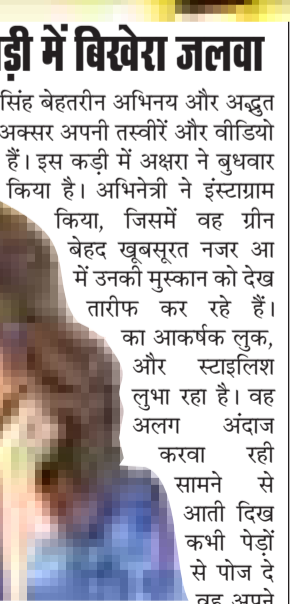 में बिखेरा जलवा
सिंह बेहतरीन अभिनय और अद्भुत
अक्सर अपनी तस्वीरें और वीडियो
हैं। इस कड़ी में अक्षरा ने बुधवार
किया है। अभिनेत्री ने इंस्टाग्राम
किया, जिसमें वह ग्रीन
बेहद खूबसूरत नजर आ
में उनकी मुस्कान को देख
तारीफ कर रहे हैं।
का आकर्षक लुक,
और स्टाइलिश
लुभा रहा है। वह
अलग अंदाज
करवा रही
सामने से
आती दिख
कभी पेड़ों
से पोज दे
वह अपने